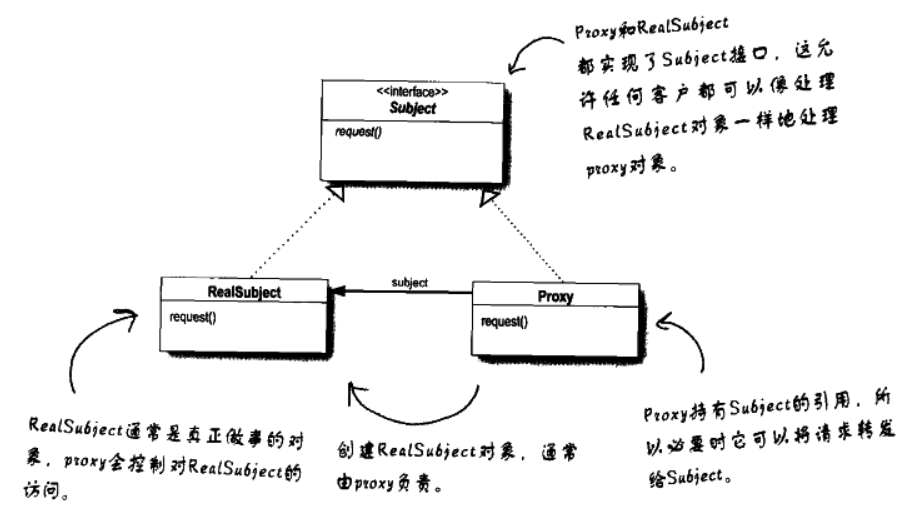 Proxy和RealSubject
都实现了Subject接口，这允
许任何客户都可以像处理
RealSubject对象一样地处理
proxy对象。
<<interface>>
Subject
request()
RealSubject
request()
subject
Proxy
request()
RealSubject通常是真正做事的对
象，proxy会控制对RealSubject的
访问。
创建RealSubject对象，通常
由proxy负责。
Proxy持有Subject的引用，所
以必要时它可以将请求转发
给Subject。